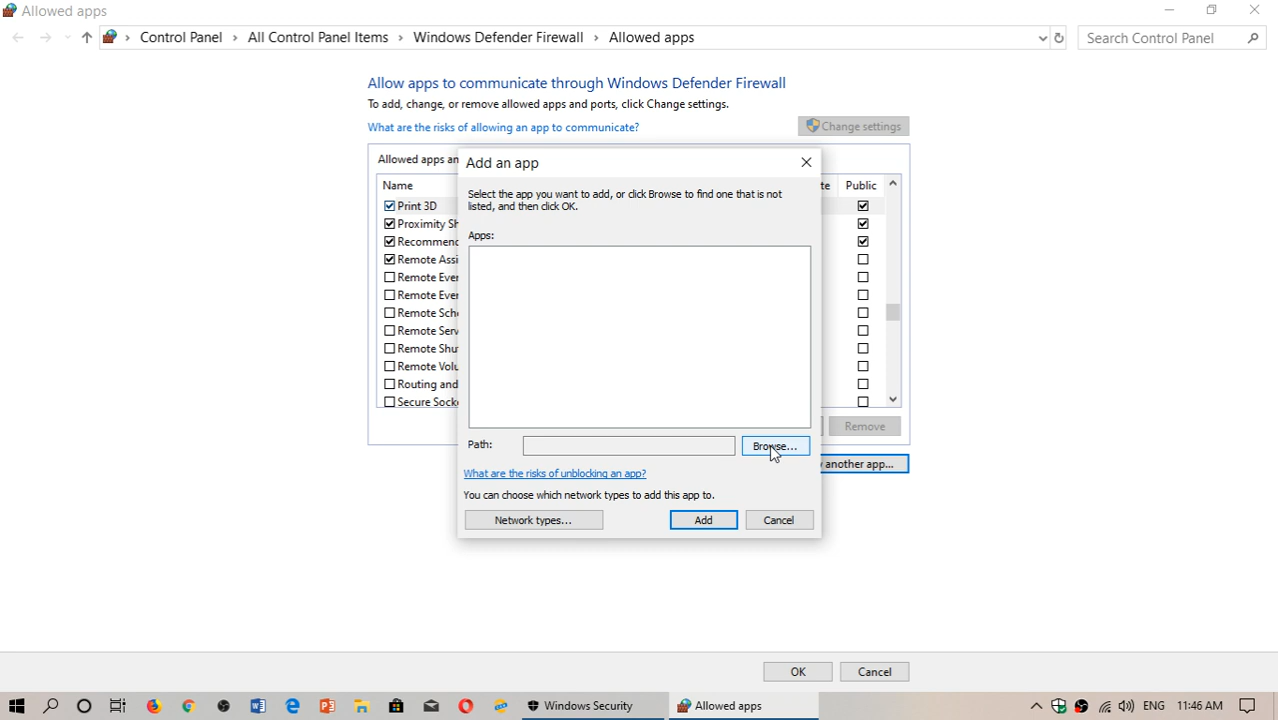 Allowed apps
Control Panel > All Control Panel Items > Windows Defender Firewall > Allowed apps
Search Control Panel
Allow apps to communicate through Windows Defender Firewall
To add, change, or remove allowed apps and ports, click Change settings.
What are the risks of allowing an app to communicate?
Change settings
Allowed apps an
Name
te
Public
Print 3D
Proximity Sh
Recommend
Remote Assi
Remote Ever
Remote Ever
Remote Sche
Remote Serv
Remote Shut
Remote Volu
Routing and
Secure Socke
Remove
another app...
Add an app
Select the app you want to add, or click Browse to find one that is not
listed, and then click OK.
Apps:
Path:
Browse...
What are the risks of unblocking an app?
You can choose which network types to add this app to.
Network types...
Add
Cancel
OK
Cancel
Windows Security
Allowed apps
ENG
11:46 AM